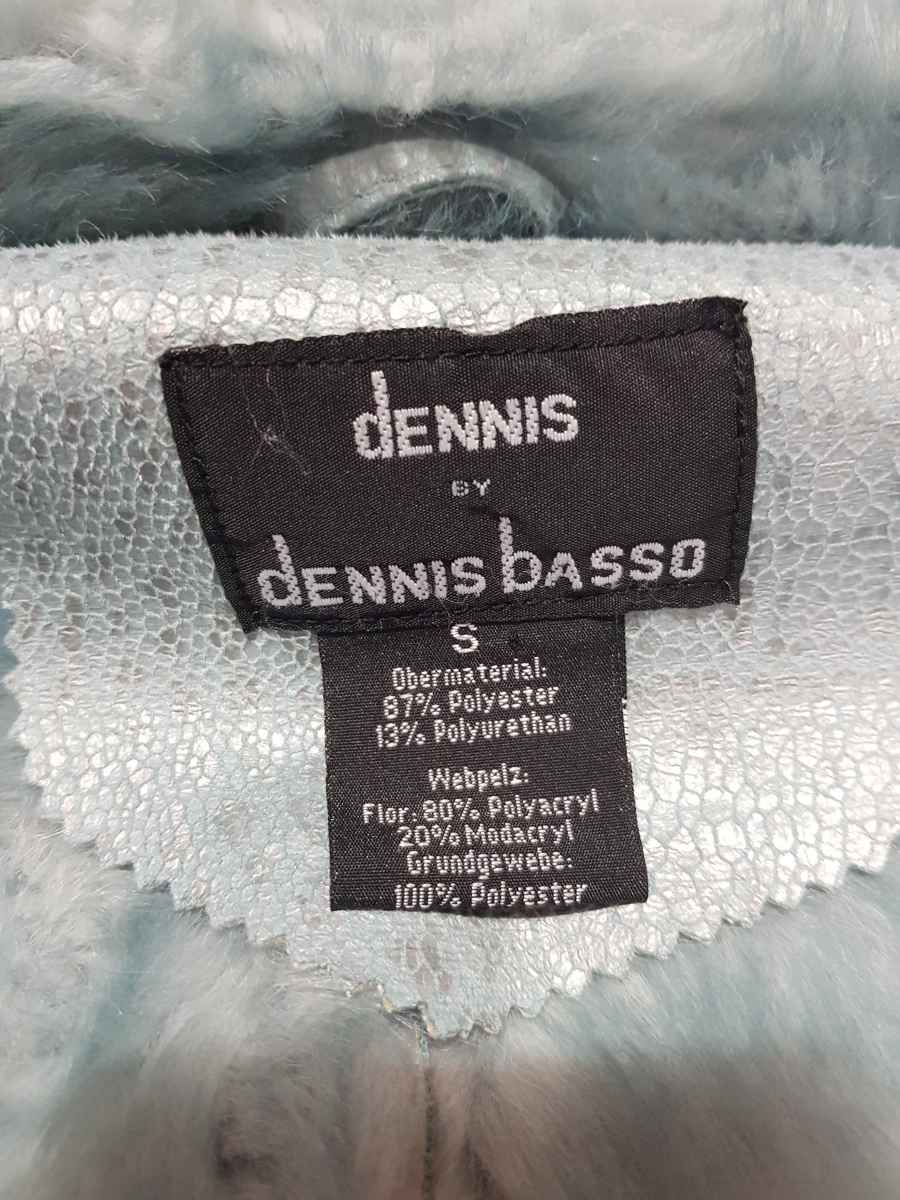 dENNIS
BY
dENNIS bASSO
S
Obermaterial:
87% Polyester
13% Polyurethan
Webpelz:
Flor: 80% Polyacryl
20% Modacryl
Grundgewebe:
100% Polyester